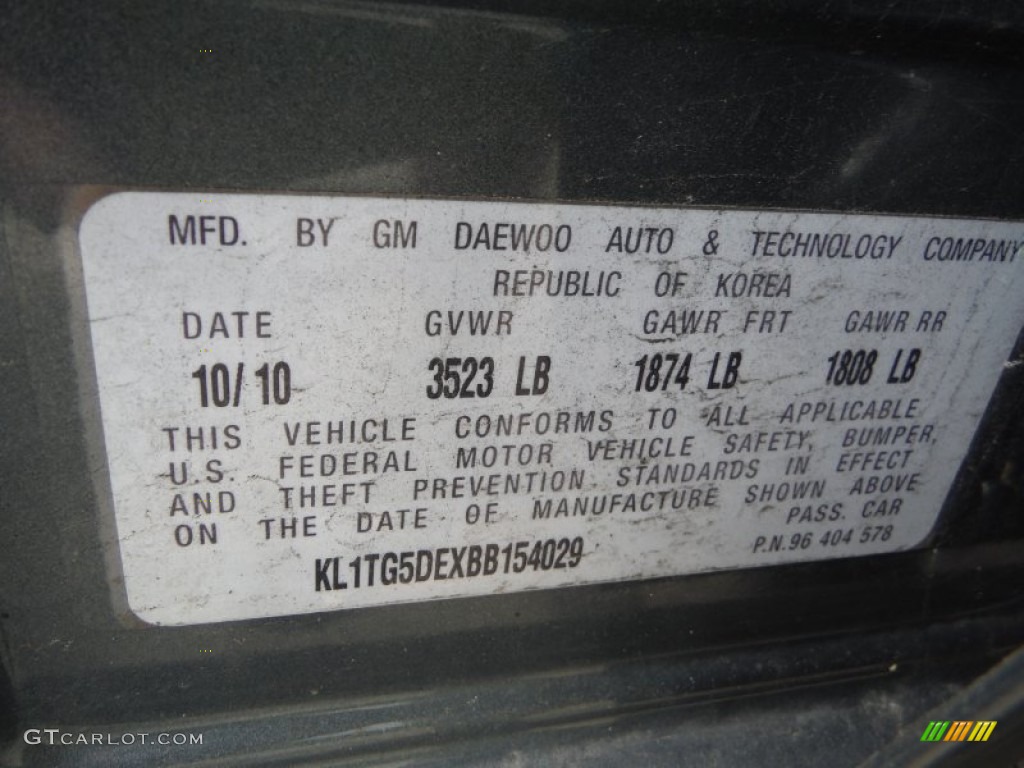 MFD. BY GM DAEWOO AUTO & TECHNOLOGY COMPANY
REPUBLIC OF KOREA
DATE GVWR GAWR FRT GAWR RR
10/10 3523 LB 1874 LB 1808 LB
THIS VEHICLE CONFORMS TO ALL APPLICABLE
U.S. FEDERAL MOTOR VEHICLE SAFETY, BUMPER,
AND THEFT PREVENTION STANDARDS IN EFFECT
ON THE DATE OF MANUFACTURE SHOWN ABOVE
PASS. CAR
KL1TG5DEXBB154029 P.N.96 404 578
GTCARLOT.COM